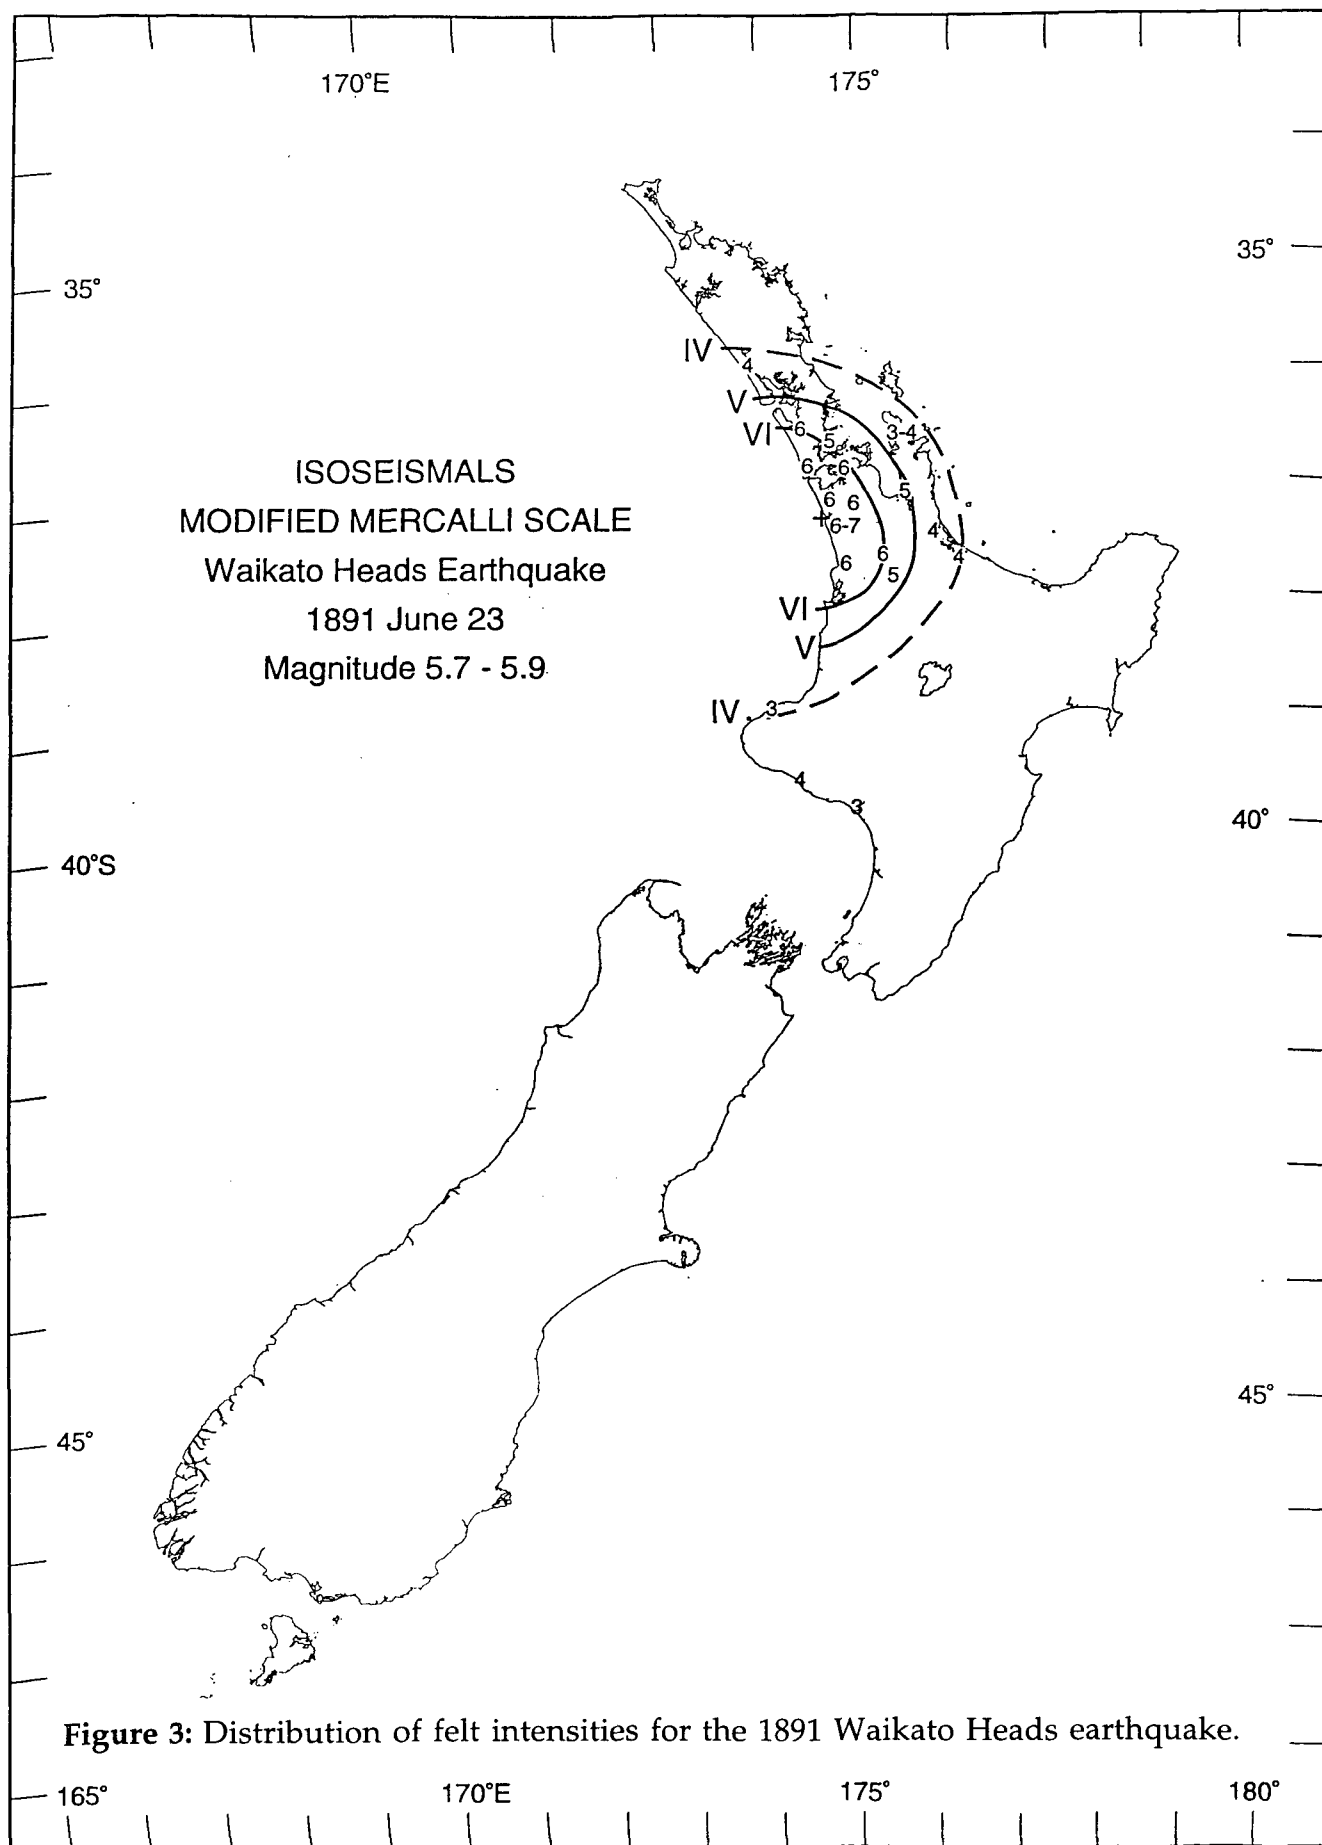 170°E 175°
35°
35°
IV
4
V
VI 6 5 3-4
6 6
5
ISOSEISMALS
6 6
MODIFIED MERCALLI SCALE
6-7
4
Waikato Heads Earthquake
6 6 5 4
1891 June 23
VI
Magnitude 5.7 - 5.9
V
IV 3
4
3
40°
40°S
45°
45°
Figure 3: Distribution of felt intensities for the 1891 Waikato Heads earthquake.
165° 170°E 175° 180°